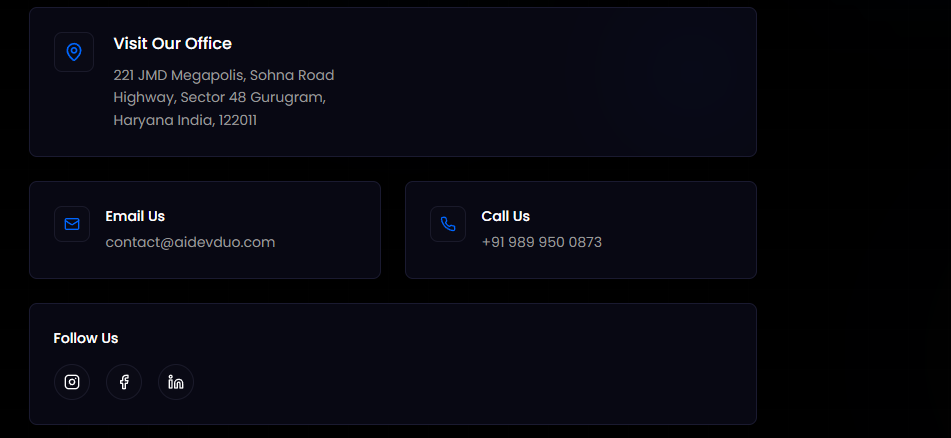 Visit Our Office
221 JMD Megapolis, Sohna Road
Highway, Sector 48 Gurugram,
Haryana India, 122011
Email Us
contact@aidevduo.com
Call Us
+91 989 950 0873
Follow Us